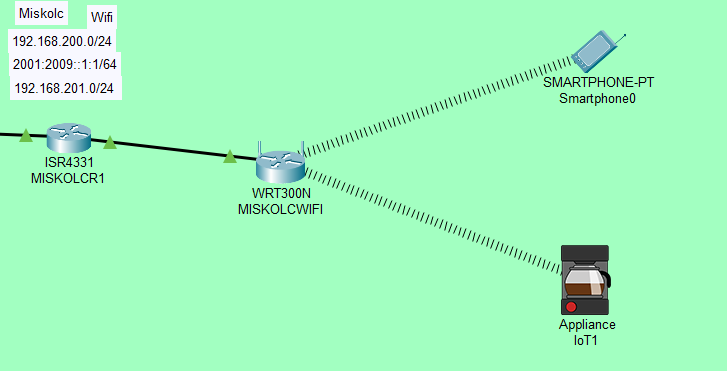 Miskolc
Wifi
192.168.200.0/24
2001:2009::1:1/64
192.168.201.0/24
SMARTPHONE-PT
Smartphone0
ISR4331
MISKOLCR1
WRT300N
MISKOLCWIFI
Appliance
IoT1